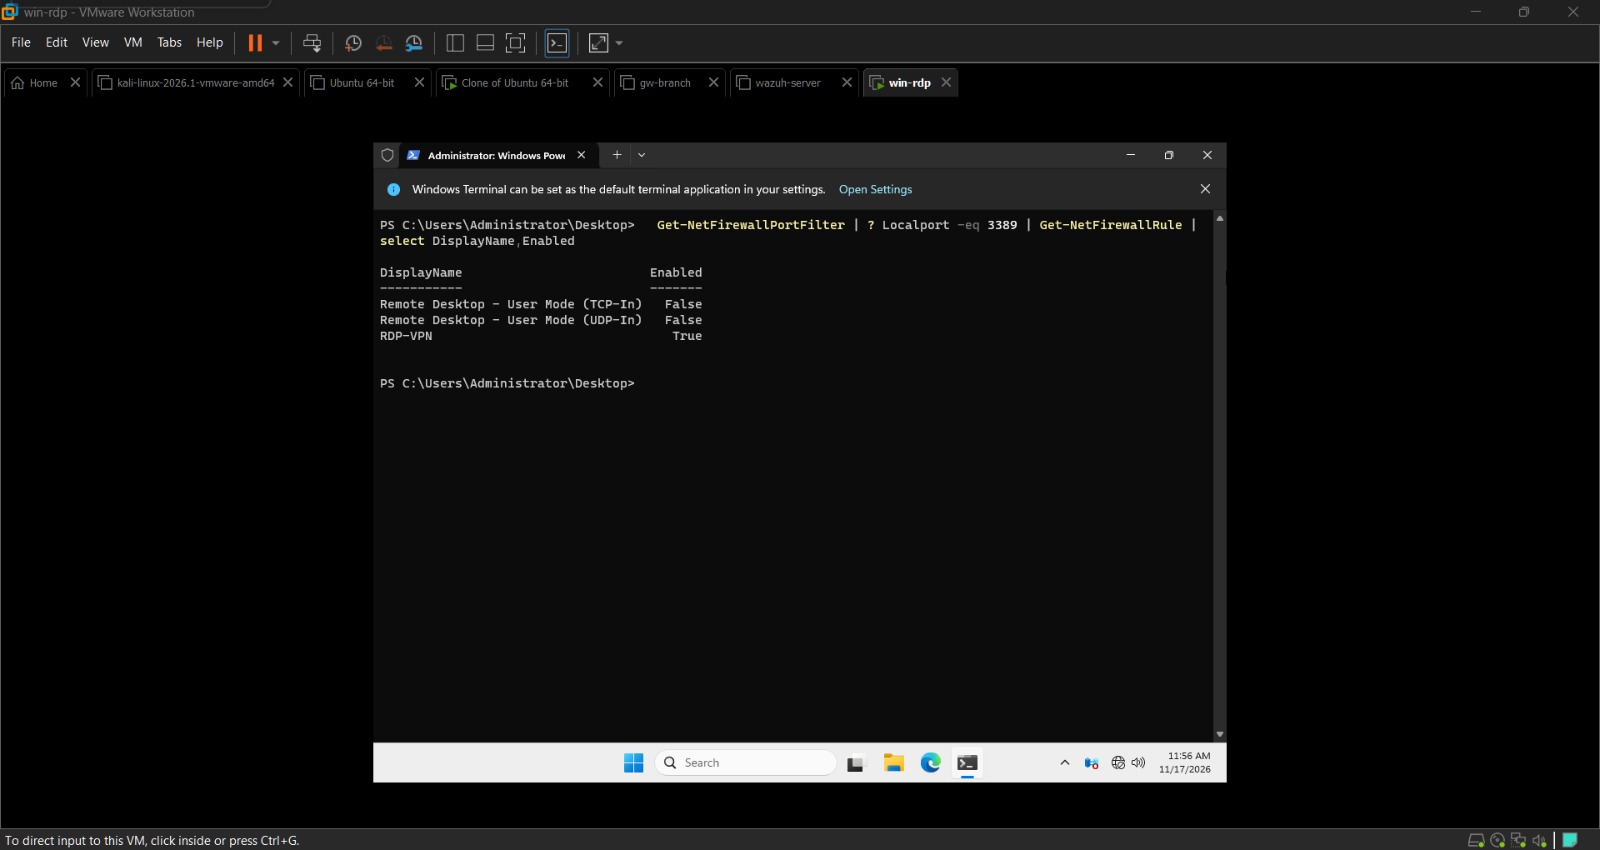 win-rdp - VMware Workstation
File Edit View VM Tabs Help
Home kali-linux-2026.1-vmware-amd64 Ubuntu 64-bit Clone of Ubuntu 64-bit gw-branch wazuh-server win-rdp
Administrator: Windows Powe
Windows Terminal can be set as the default terminal application in your settings. Open Settings
PS C:\Users\Administrator\Desktop> Get-NetFirewallPortFilter | ? Localport -eq 3389 | Get-NetFirewallRule |
select DisplayName,Enabled
DisplayName Enabled
----------- -------
Remote Desktop - User Mode (TCP-In) False
Remote Desktop - User Mode (UDP-In) False
RDP-VPN True
PS C:\Users\Administrator\Desktop>
Search
11:56 AM
11/17/2026
To direct input to this VM, click inside or press Ctrl+G.